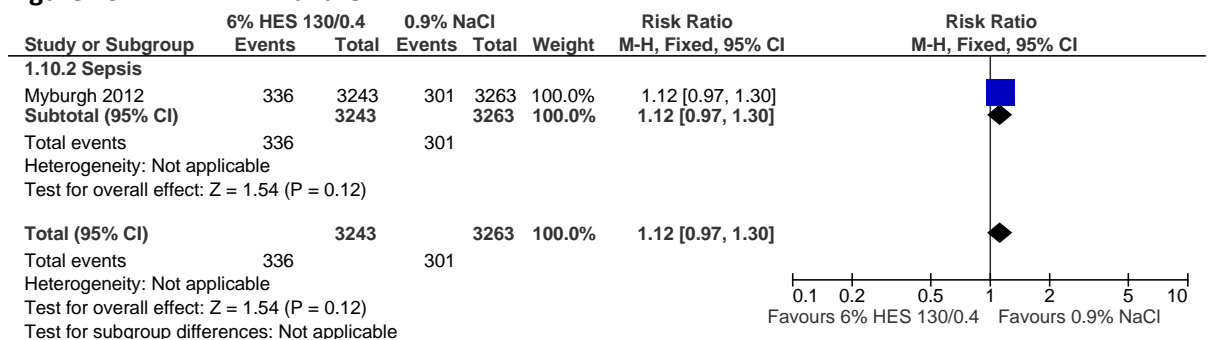 6% HES 130/0.4 0.9% NaCl Risk Ratio Risk Ratio
Study or Subgroup Events Total Events Total Weight M-H, Fixed, 95% CI M-H, Fixed, 95% CI
1.10.2 Sepsis
Myburgh 2012 336 3243 301 3263 100.0% 1.12 [0.97, 1.30]
Subtotal (95% CI) 3243 3263 100.0% 1.12 [0.97, 1.30]
Total events 336 301
Heterogeneity: Not applicable
Test for overall effect: Z = 1.54 (P = 0.12)
Total (95% CI) 3243 3263 100.0% 1.12 [0.97, 1.30]
Total events 336 301
Heterogeneity: Not applicable
Test for overall effect: Z = 1.54 (P = 0.12)
Test for subgroup differences: Not applicable
0.1 0.2 0.5 1 2 5 10
Favours 6% HES 130/0.4 Favours 0.9% NaCl